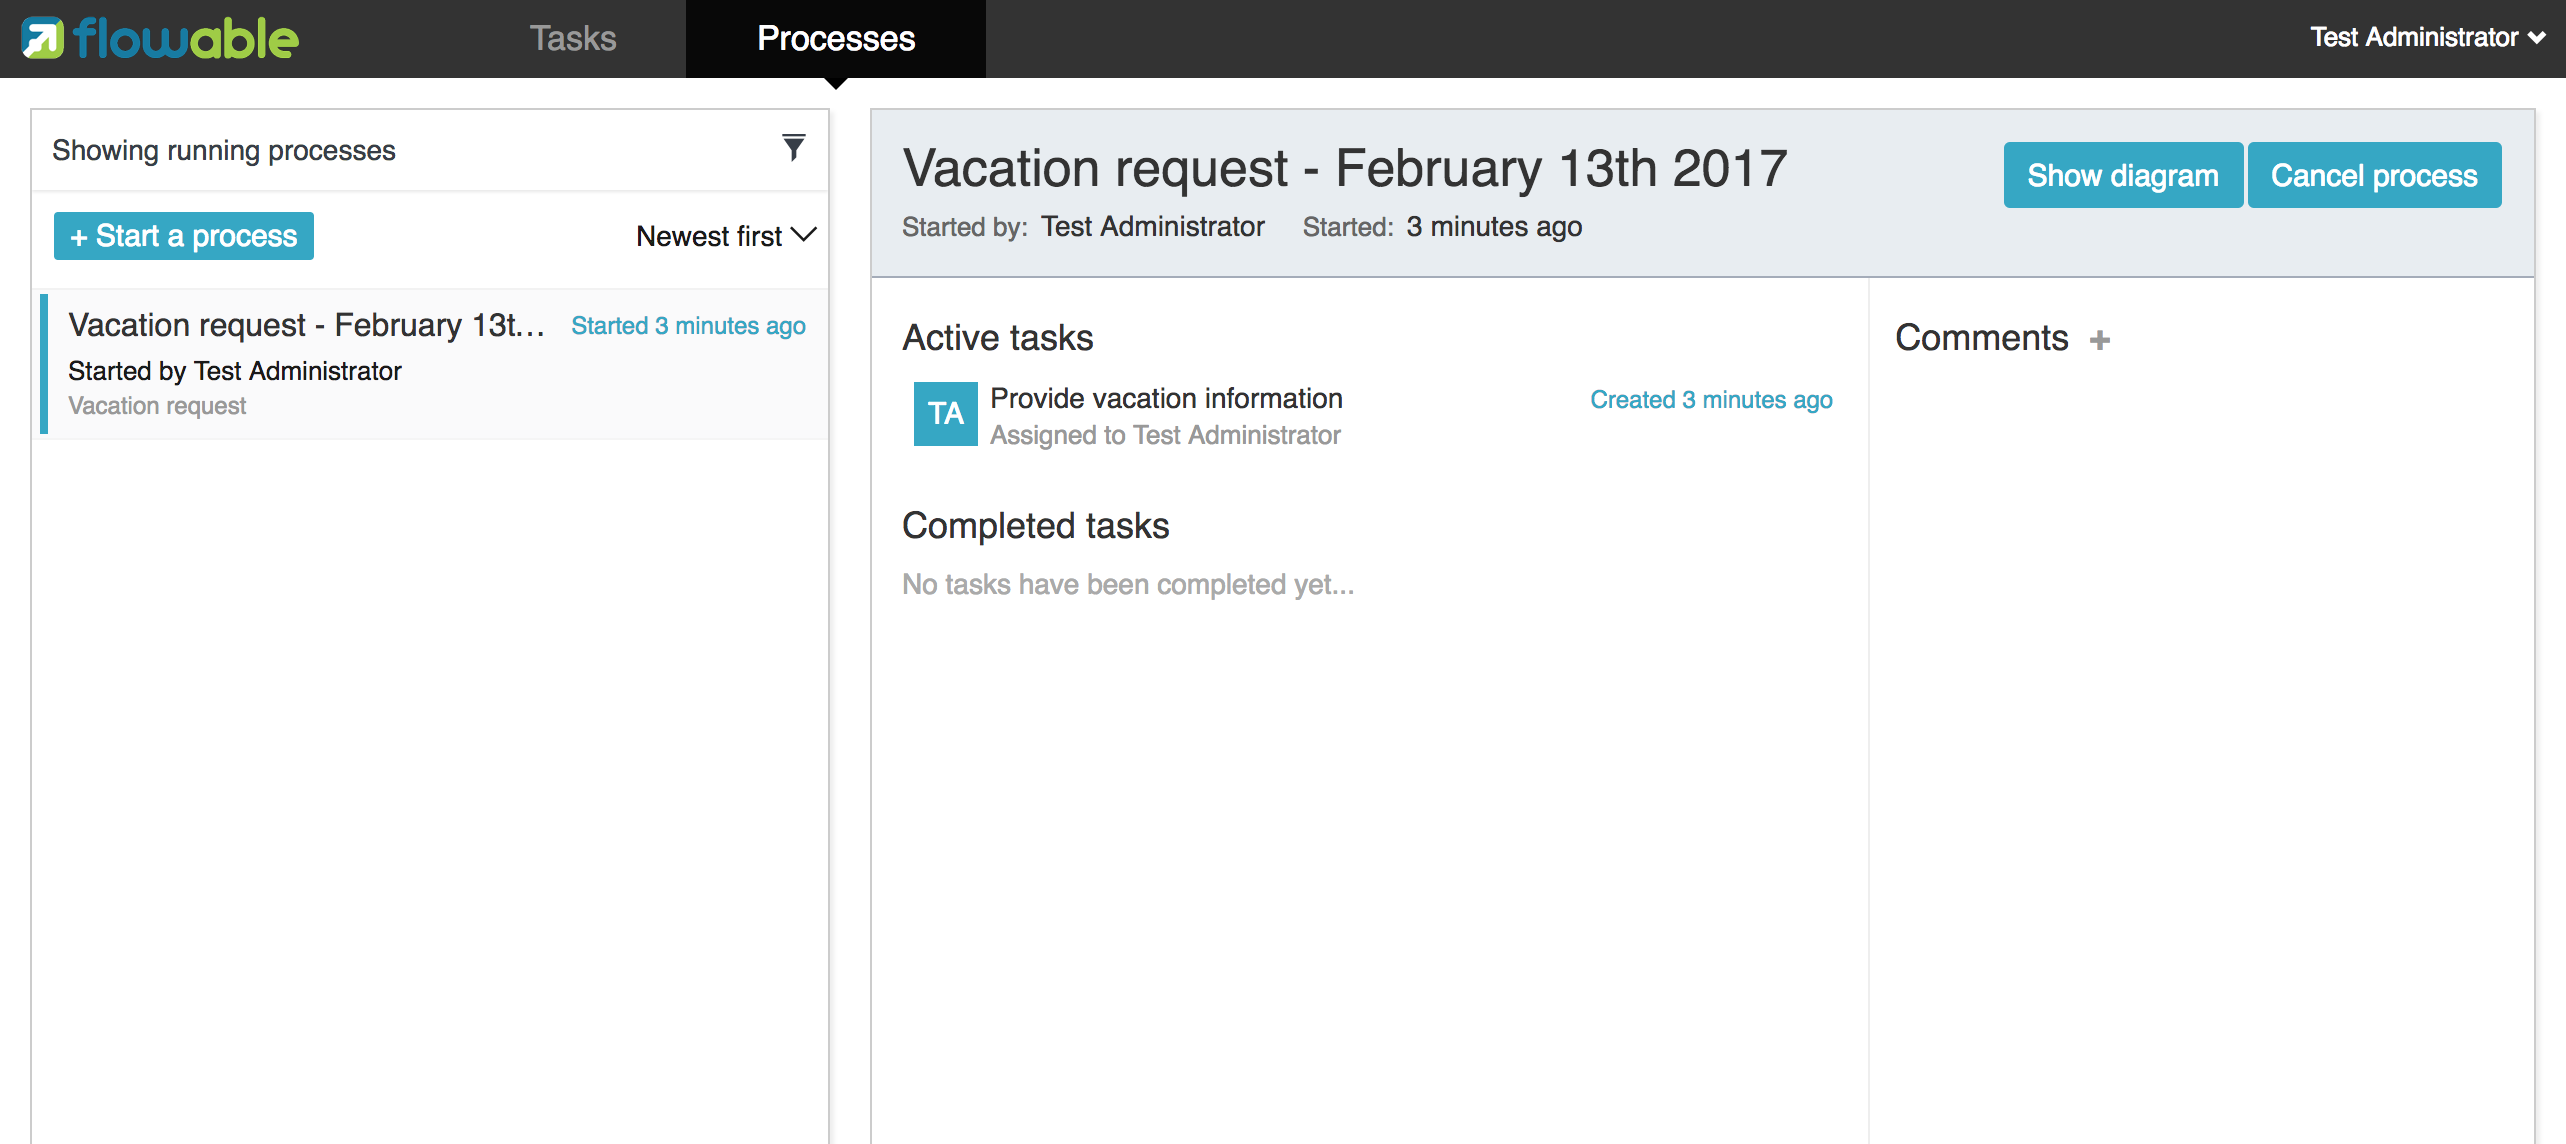 flowable
Tasks
Processes
Test Administrator
Showing running processes
+ Start a process
Newest first
Vacation request - February 13t...
Started 3 minutes ago
Started by Test Administrator
Vacation request
Vacation request - February 13th 2017
Started by: Test Administrator Started: 3 minutes ago
Show diagram
Cancel process
Active tasks
TA
Provide vacation information
Assigned to Test Administrator
Created 3 minutes ago
Completed tasks
No tasks have been completed yet...
Comments +